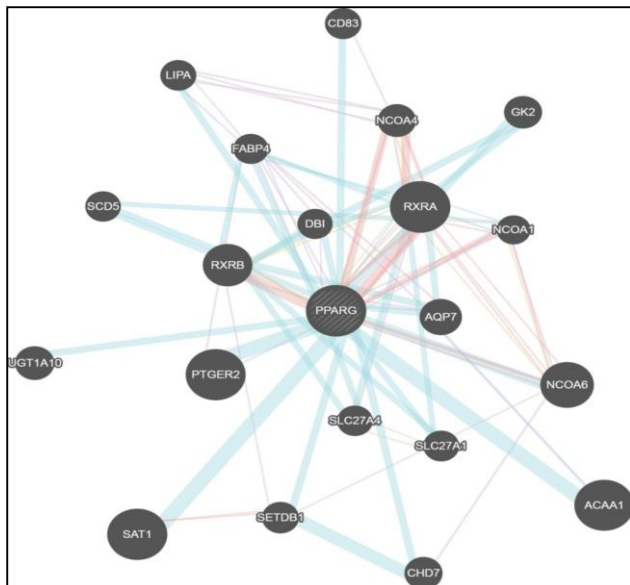 CD83
LIPA
GK2
NCOA4
FABP4
SCD5
RXRA
DBI
NCOA1
RXRB
PPARG
AQP7
UGT1A10
PTGER2
NCOA6
SLC27A4
SLC27A1
SAT1
SETDB1
ACAA1
CHD7